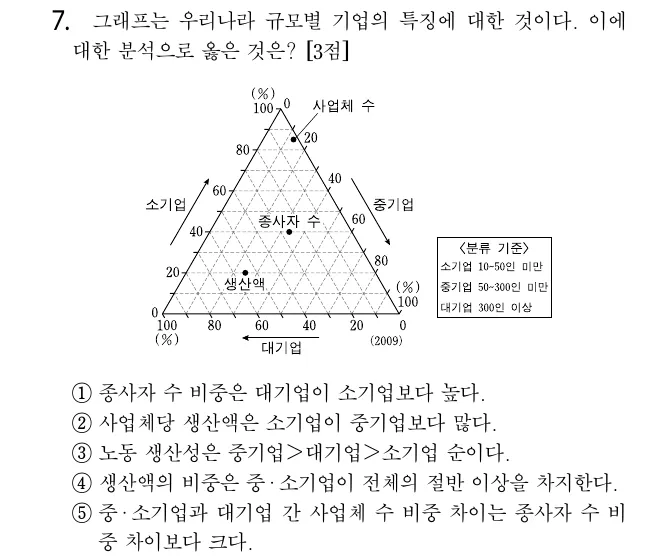 7. 그래프는 우리나라 규모별 기업의 특징에 대한 것이다. 이에
대한 분석으로 옳은 것은? [3점]
(%)
100 0 사업체 수
20
80
40
60
소기업 중기업
종사자 수 60
40
80
20
생산액
(%)
0 100
100 80 60 40 20 0
(%) 대기업 (2009)
<분류 기준>
소기업 10~50인 미만
중기업 50~300인 미만
대기업 300인 이상
① 종사자 수 비중은 대기업이 소기업보다 높다.
② 사업체당 생산액은 소기업이 중기업보다 많다.
③ 노동 생산성은 중기업>대기업>소기업 순이다.
④ 생산액의 비중은 중·소기업이 전체의 절반 이상을 차지한다.
⑤ 중·소기업과 대기업 간 사업체 수 비중 차이는 종사자 수 비
중 차이보다 크다.